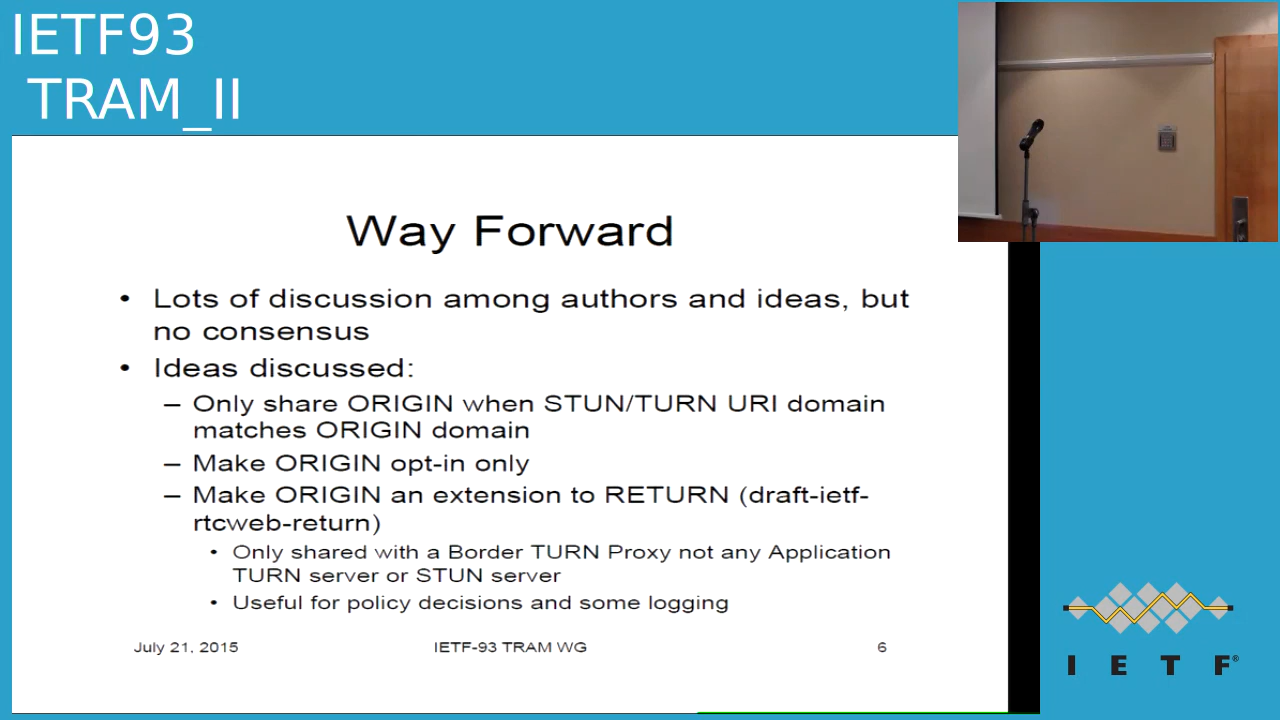 IETF93
TRAM_II
Way Forward
• Lots of discussion among authors and ideas, but
no consensus
• Ideas discussed:
– Only share ORIGIN when STUN/TURN URI domain
matches ORIGIN domain
– Make ORIGIN opt-in only
– Make ORIGIN an extension to RETURN (draft-ietf-
rtcweb-return)
• Only shared with a Border TURN Proxy not any Application
TURN server or STUN server
• Useful for policy decisions and some logging
July 21, 2015 IETF-93 TRAM WG 6
I E T F®